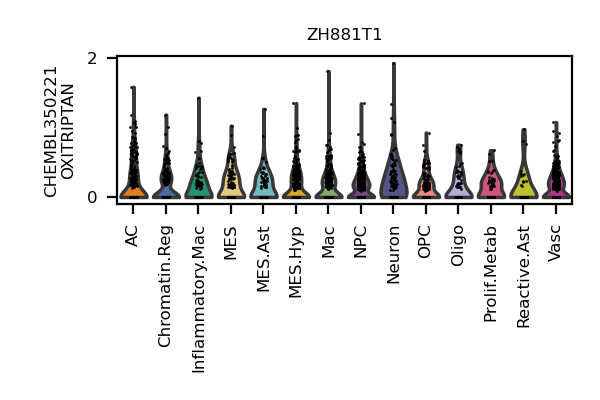 ZH881T1
CHEMBL350221
OXITRIPTAN
2
0
AC
Chromatin.Reg
Inflammatory.Mac
MES
MES.Ast
MES.Hyp
Mac
NPC
Neuron
OPC
Oligo
Prolif.Metab
Reactive.Ast
Vasc